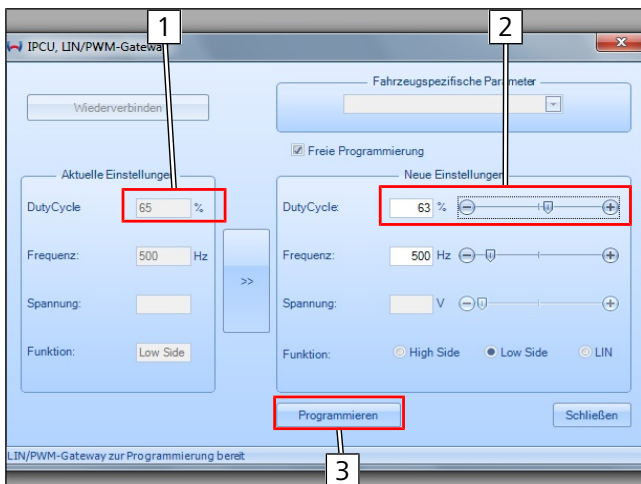 1
2
IPCU, LIN/PWM-Gateway
x
Wiederverbinden
Fahrzeugspezifische Parameter
Freie Programmierung
Aktuelle Einstellungen
DutyCycle 65 %
Frequenz: 500 Hz
Spannung:
Funktion: Low Side
>>
Neue Einstellungen
DutyCycle: 63 %
Frequenz: 500 Hz
Spannung: V
Funktion: High Side Low Side LIN
Programmieren
Schließen
LIN/PWM-Gateway zur Programmierung bereit
3